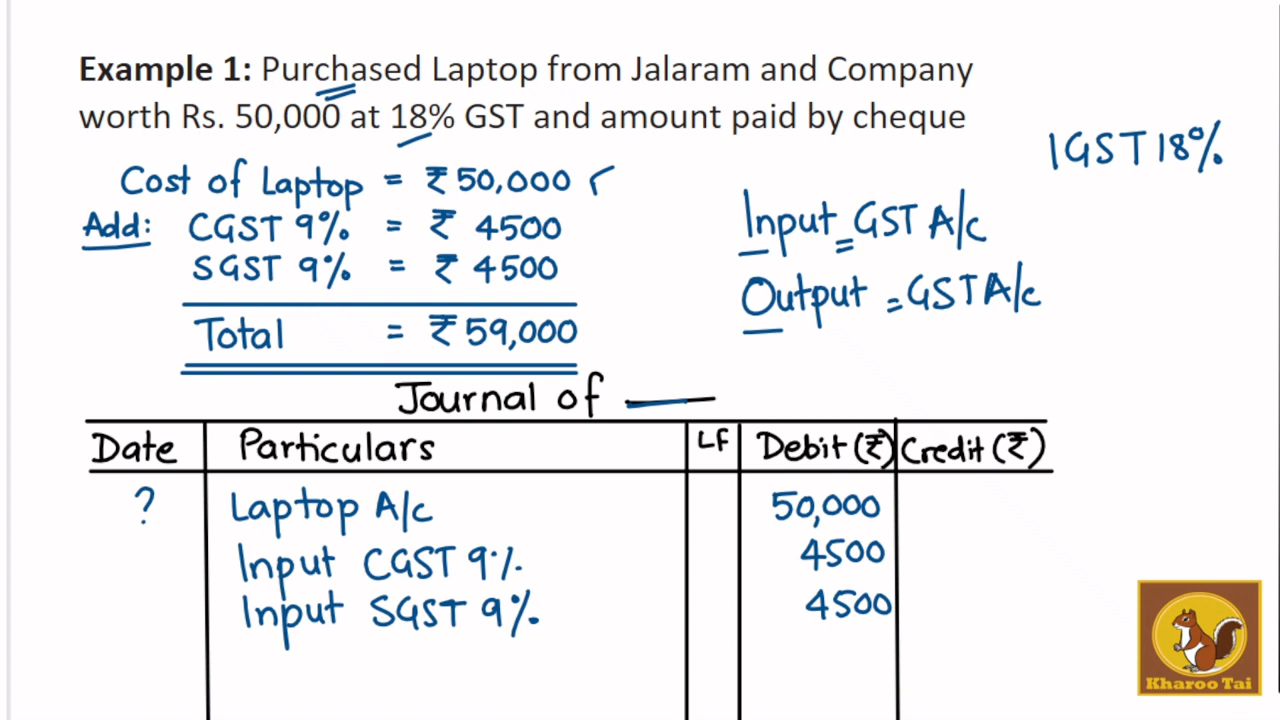 Example 1: Purchased Laptop from Jalaram and Company
worth Rs. 50,000 at 18% GST and amount paid by cheque
IGST 18%
Cost of Laptop = ₹ 50,000
Add: CGST 9% = ₹ 4500
SGST 9% = ₹ 4500
Total = ₹ 59,000
Input = GST A/c
Output = GST A/c
Journal of
Date Particulars LF Debit (₹) Credit (₹)
? Laptop A/c 50,000
Input CGST 9% 4500
Input SGST 9% 4500
Kharoo Tai